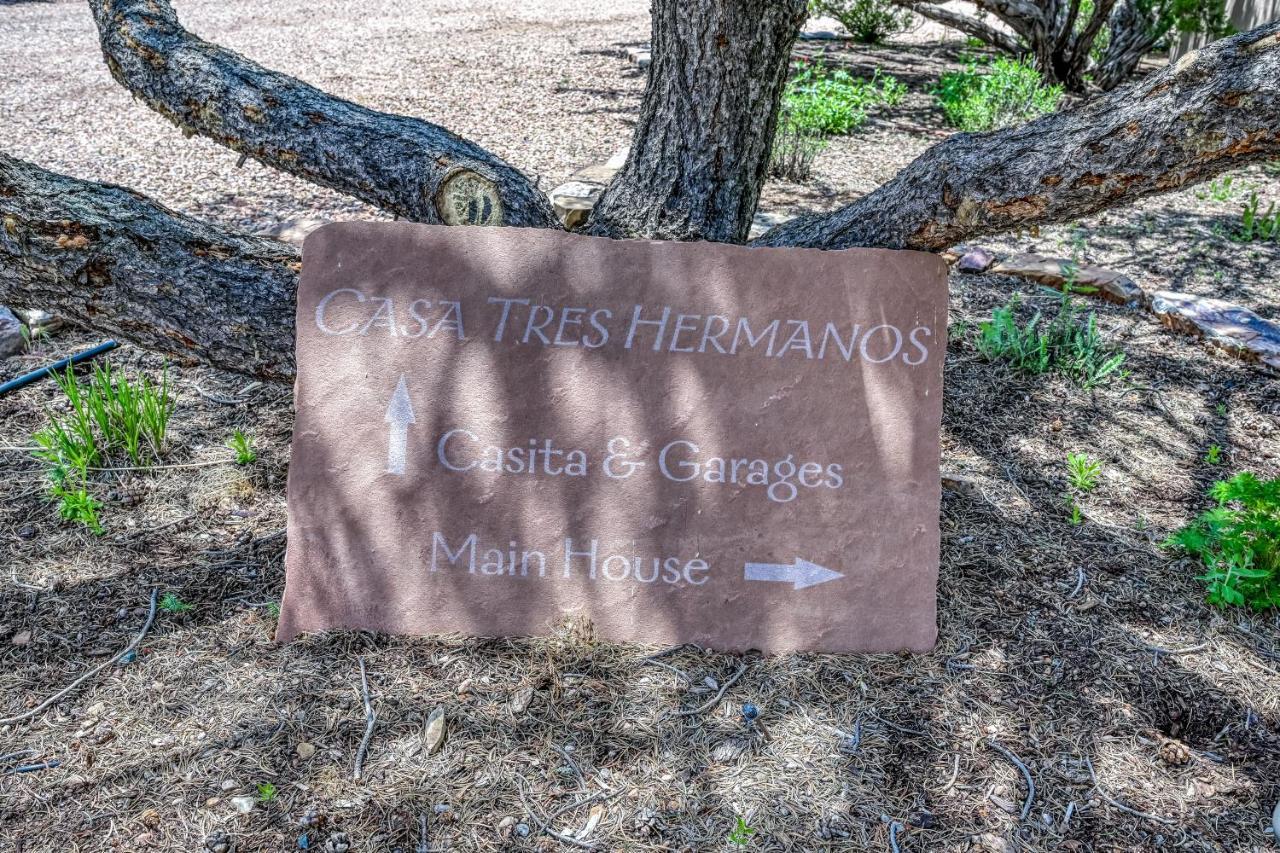 CASA TRES HERMANOS
Casita & Garages
Main House